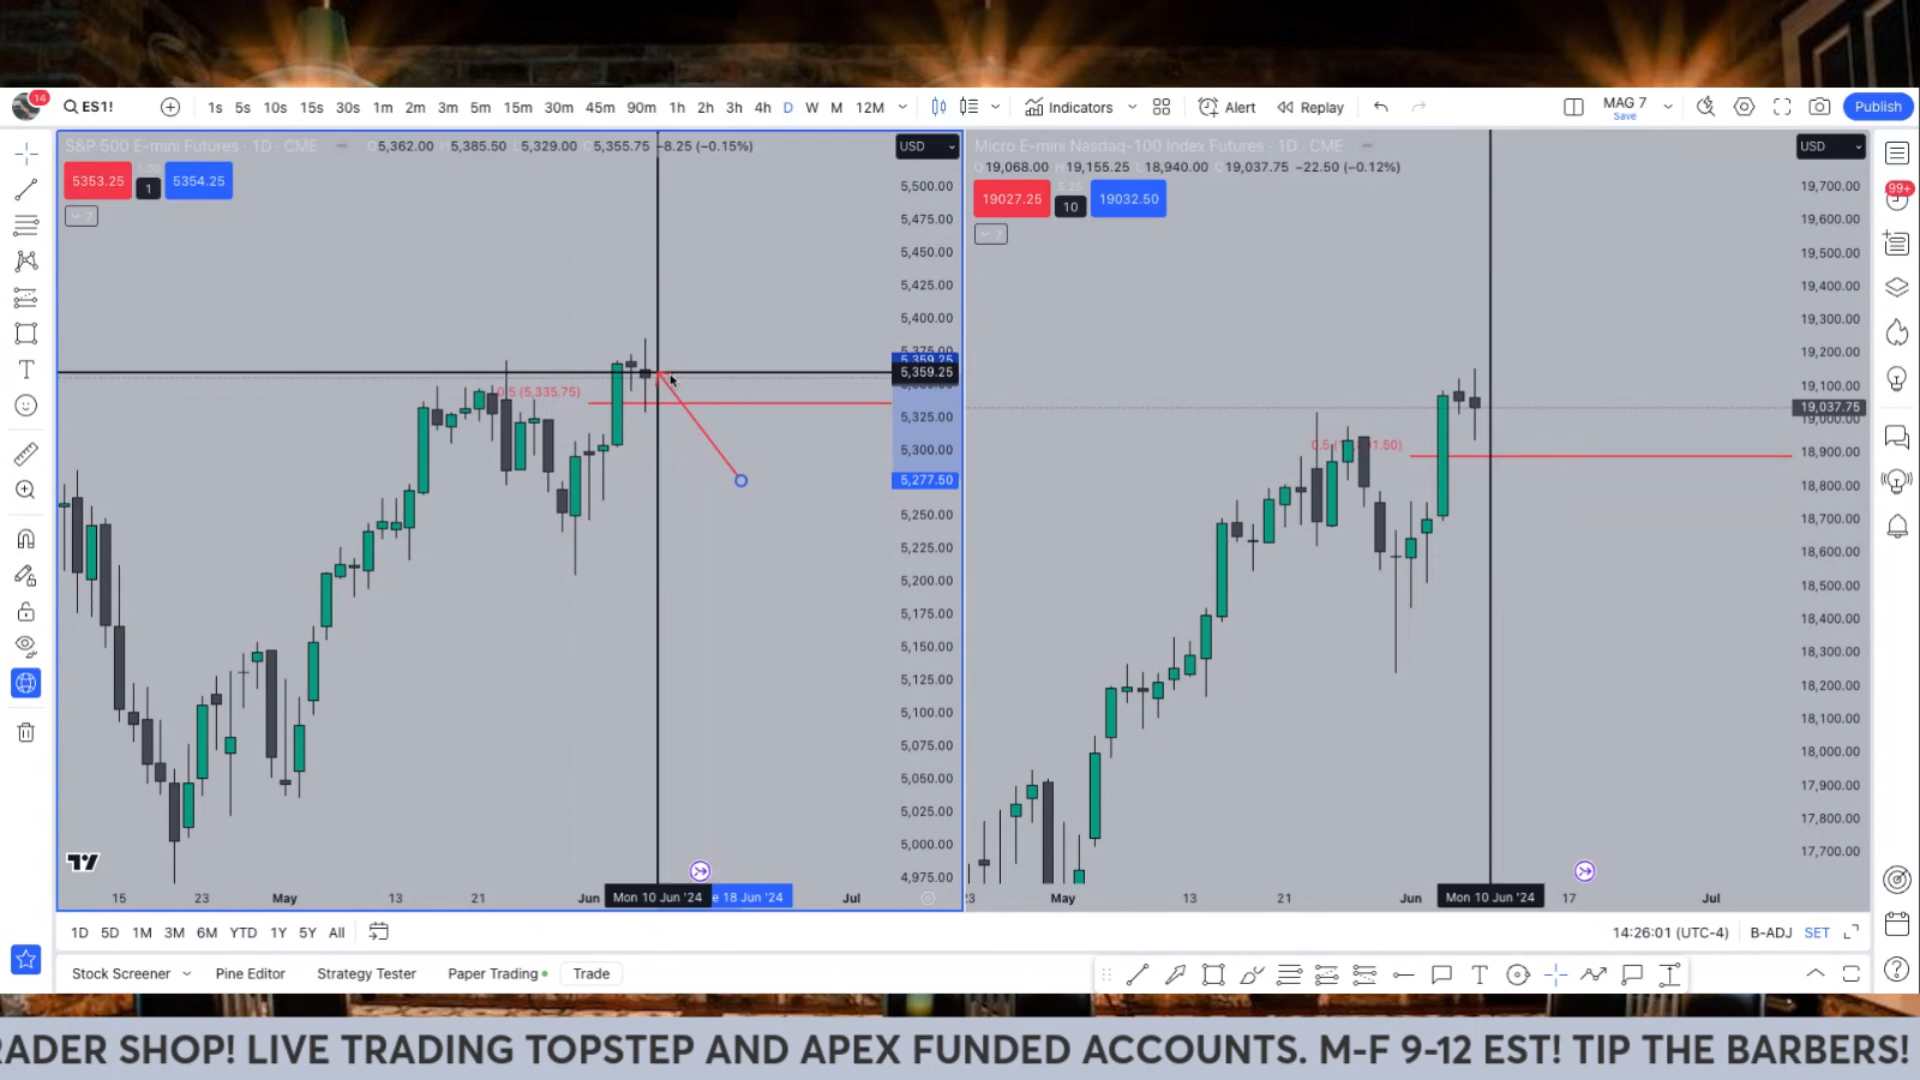 14
ES1!
1s 5s 10s 15s 30s 1m 2m 3m 5m 15m 30m 45m 90m 1h 2h 3h 4h D W M 12M
Indicators
Alert
Replay
MAG 7
Save
Publish
S&P 500 E-mini Futures · 1D · CME
5,362.00 5,385.50 5,329.00 5,355.75 −8.25 (−0.15%)
USD
5353.25
1
5354.25
7
5,500.00
5,475.00
5,450.00
5,425.00
5,400.00
5,375.00
5,359.25
5,359.25
5,325.00
5,300.00
5,277.50
5,250.00
5,225.00
5,200.00
5,175.00
5,150.00
5,125.00
5,100.00
5,075.00
5,050.00
5,025.00
5,000.00
4,975.00
0.5 (5,335.75)
15 23 May 13 21 Jun Mon 10 Jun '24 e 18 Jun '24 Jul
Micro E-mini Nasdaq-100 Index Futures · 1D · CME
19,068.00 19,155.25 18,940.00 19,037.75 −22.50 (−0.12%)
USD
19027.25
10
19032.50
7
19,700.00
19,600.00
19,500.00
19,400.00
19,300.00
19,200.00
19,100.00
19,037.75
19,000.00
18,900.00
18,800.00
18,700.00
18,600.00
18,500.00
18,400.00
18,300.00
18,200.00
18,100.00
18,000.00
17,900.00
17,800.00
17,700.00
23 May 13 21 Jun Mon 10 Jun '24 17 Jul
99+
1D 5D 1M 3M 6M YTD 1Y 5Y All
14:26:01 (UTC-4) B-ADJ SET
Stock Screener Pine Editor Strategy Tester Paper Trading Trade
RADER SHOP! LIVE TRADING TOPSTEP AND APEX FUNDED ACCOUNTS. M-F 9-12 EST! TIP THE BARBERS!